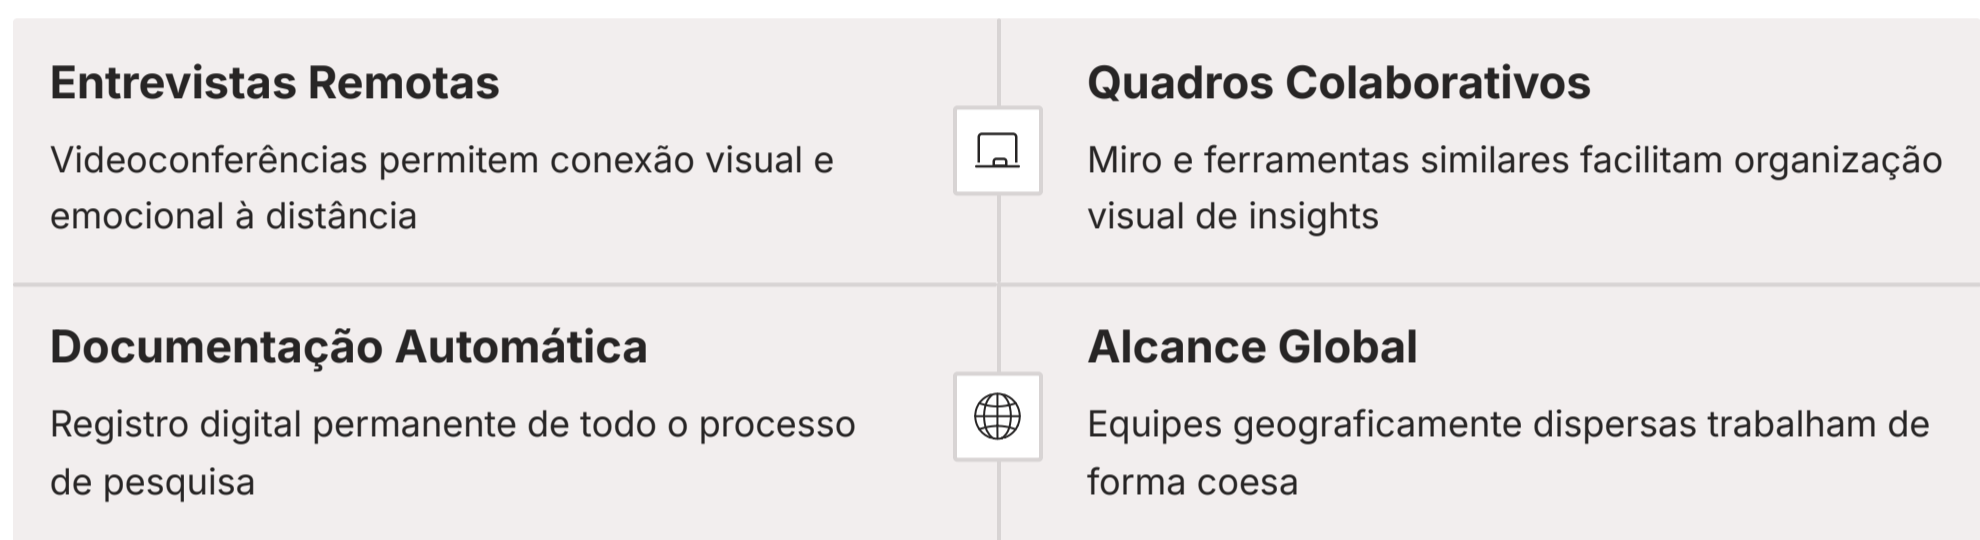 Entrevistas Remotas
Videoconferências permitem conexão visual e
emocional à distância
Quadros Colaborativos
Miro e ferramentas similares facilitam organização
visual de insights
Documentação Automática
Registro digital permanente de todo o processo
de pesquisa
Alcance Global
Equipes geograficamente dispersas trabalham de
forma coesa